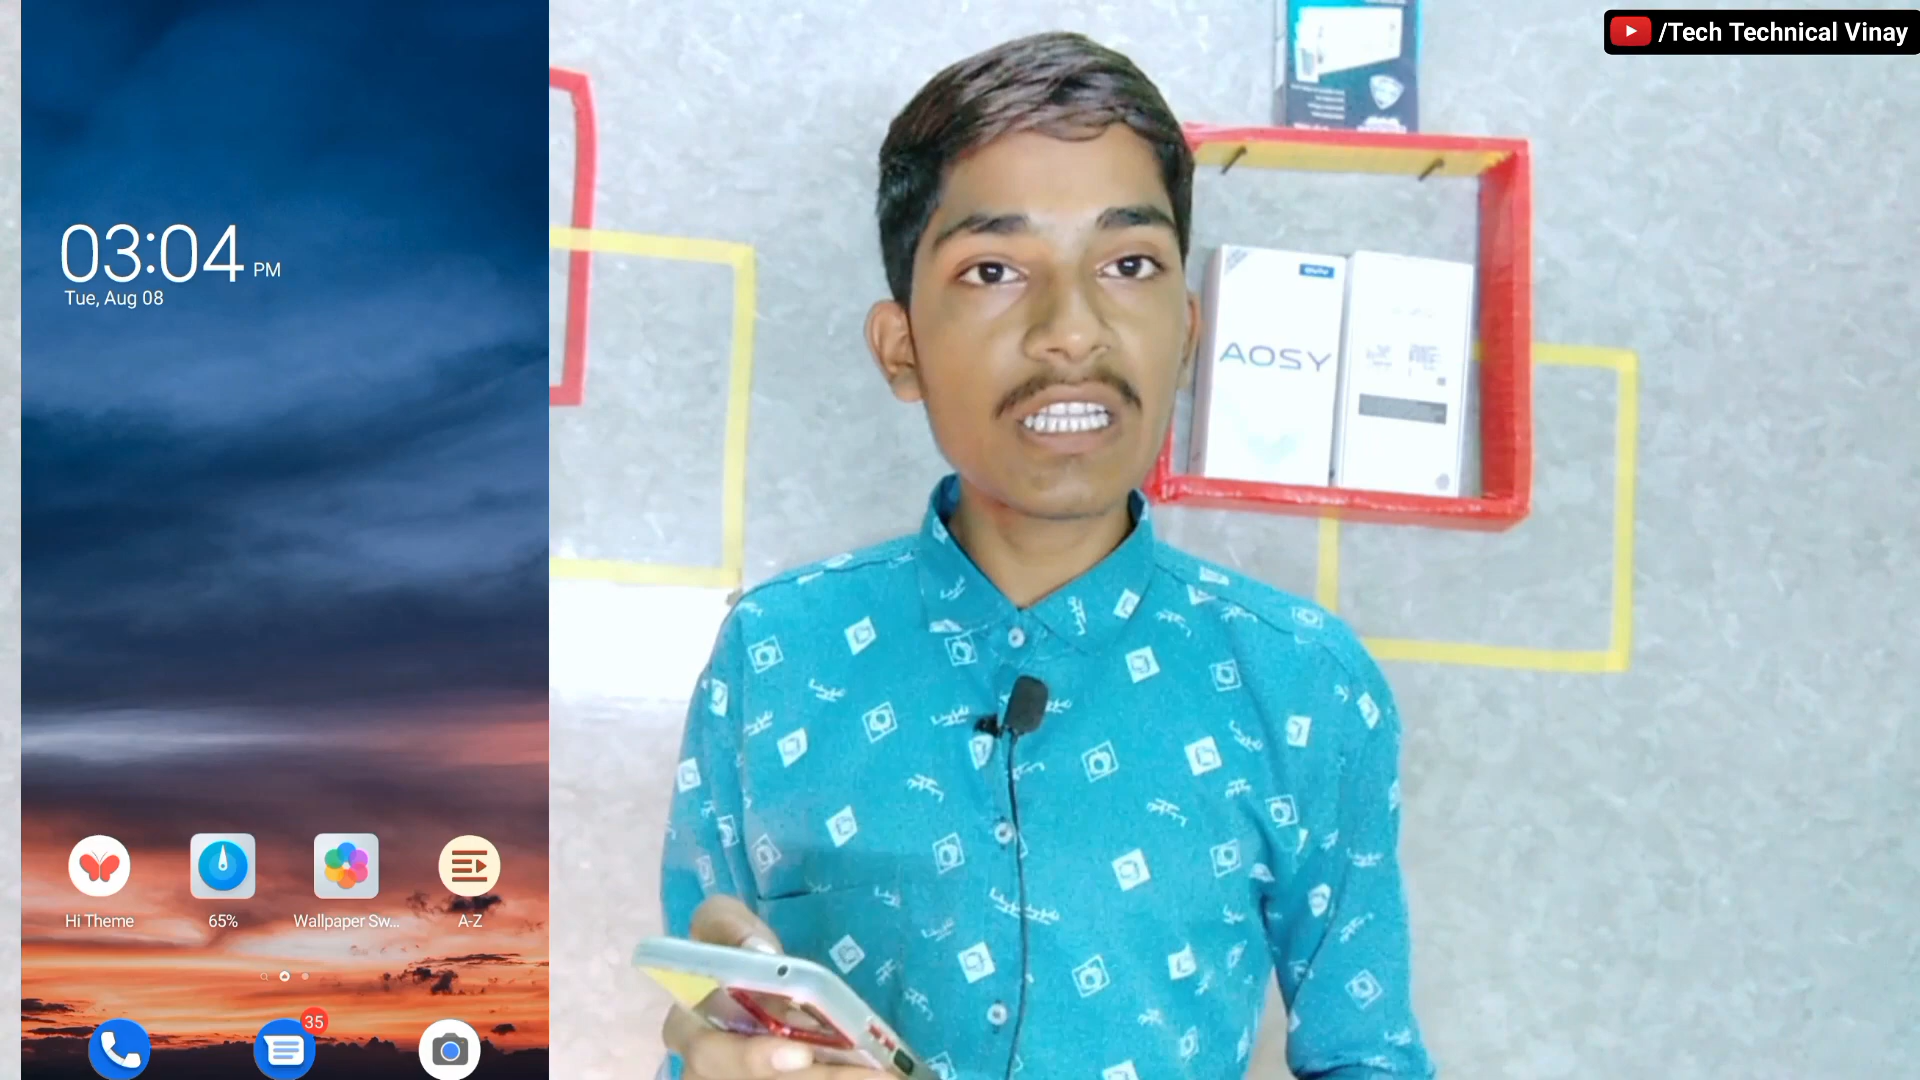 /Tech Technical Vinay
03:04 PM
Tue, Aug 08
AOSY
Hi Theme
65%
Wallpaper Sw...
A-Z
35